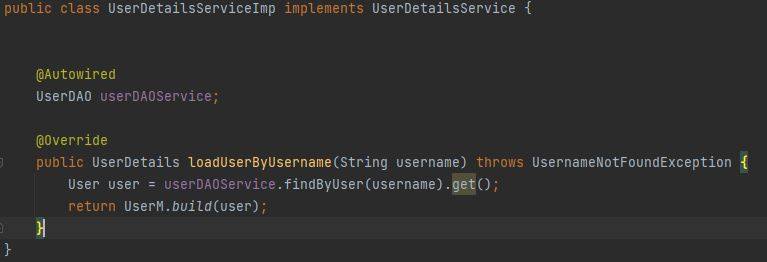 public class UserDetailsServiceImp implements UserDetailsService {
@Autowired
UserDAO userDAOService;
@Override
public UserDetails loadUserByUsername(String username) throws UsernameNotFoundException {
User user = userDAOService.findByUser(username).get();
return UserM.build(user);
}
}